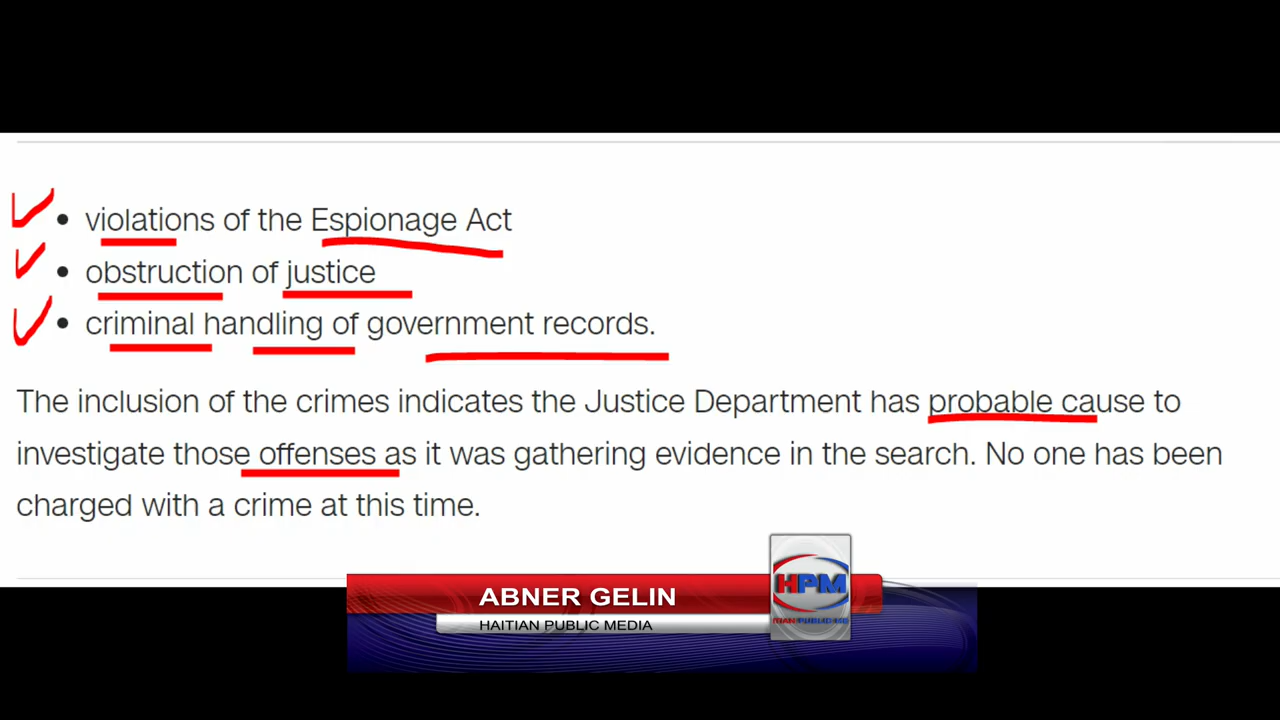 • violations of the Espionage Act
• obstruction of justice
• criminal handling of government records.
The inclusion of the crimes indicates the Justice Department has probable cause to
investigate those offenses as it was gathering evidence in the search. No one has been
charged with a crime at this time.
ABNER GELIN
HAITIAN PUBLIC MEDIA
HPM